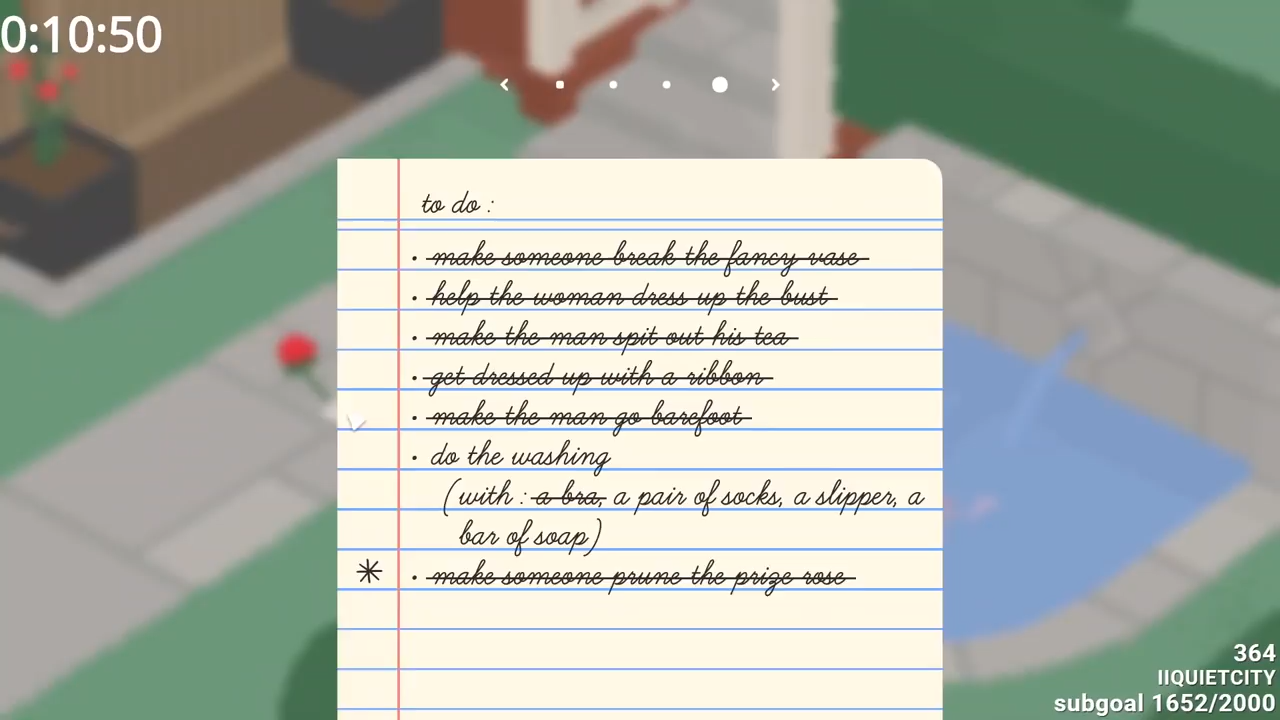 0:10:50
to do :
• make someone break the fancy vase
• help the woman dress up the bust
• make the man spit out his tea
• get dressed up with a ribbon
• make the man go barefoot
• do the washing
(with : a bra, a pair of socks, a slipper, a
bar of soap)
• make someone prune the prize rose
364
IIQUIETCITY
subgoal 1652/2000